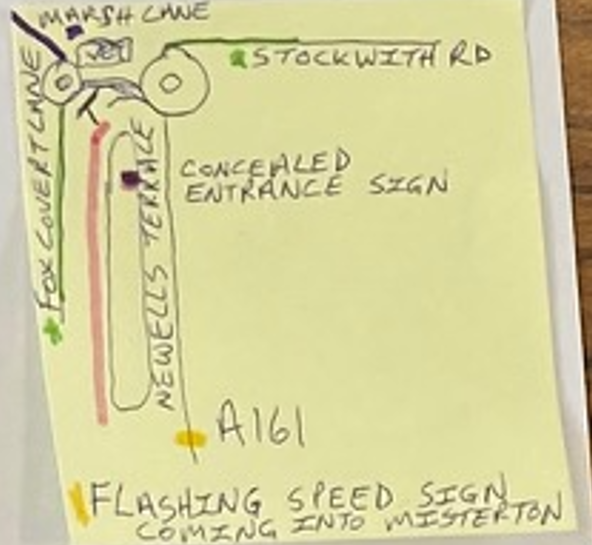 MARSH LANE
VET
STOCKWITH RD
FOX COVERT LANE
CONCEALED
ENTRANCE SIGN
NEWELLS TERRACE
A161
FLASHING SPEED SIGN
COMING INTO MISTERTON